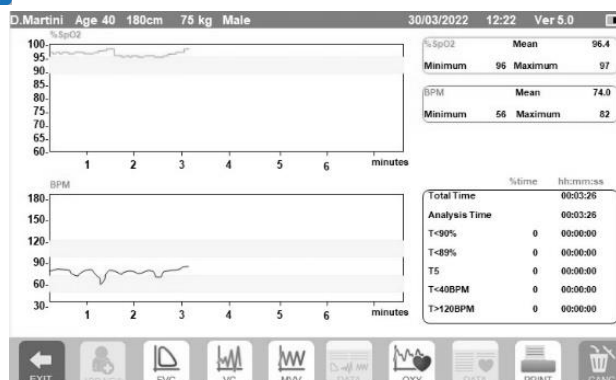 D.Martini Age 40 180cm 75 kg Male 30/03/2022 12:22 Ver 5.0
%SpO2
100
95
90
85
80
75
70
65
60
1 2 3 4 5 6 minutes
%SpO2 Mean 96.4
Minimum 96 Maximum 97
BPM Mean 74.0
Minimum 56 Maximum 82
BPM
180
150
120
90
60
30
1 2 3 4 5 6 minutes
%time hh:mm:ss
Total Time 00:03:26
Analysis Time 00:03:26
T<90% 0 00:00:00
T<89% 0 00:00:00
T5 0 00:00:00
T<40BPM 0 00:00:00
T>120BPM 0 00:00:00
EXIT FVC VC MVV DATA OXY DATA PRINT CANC